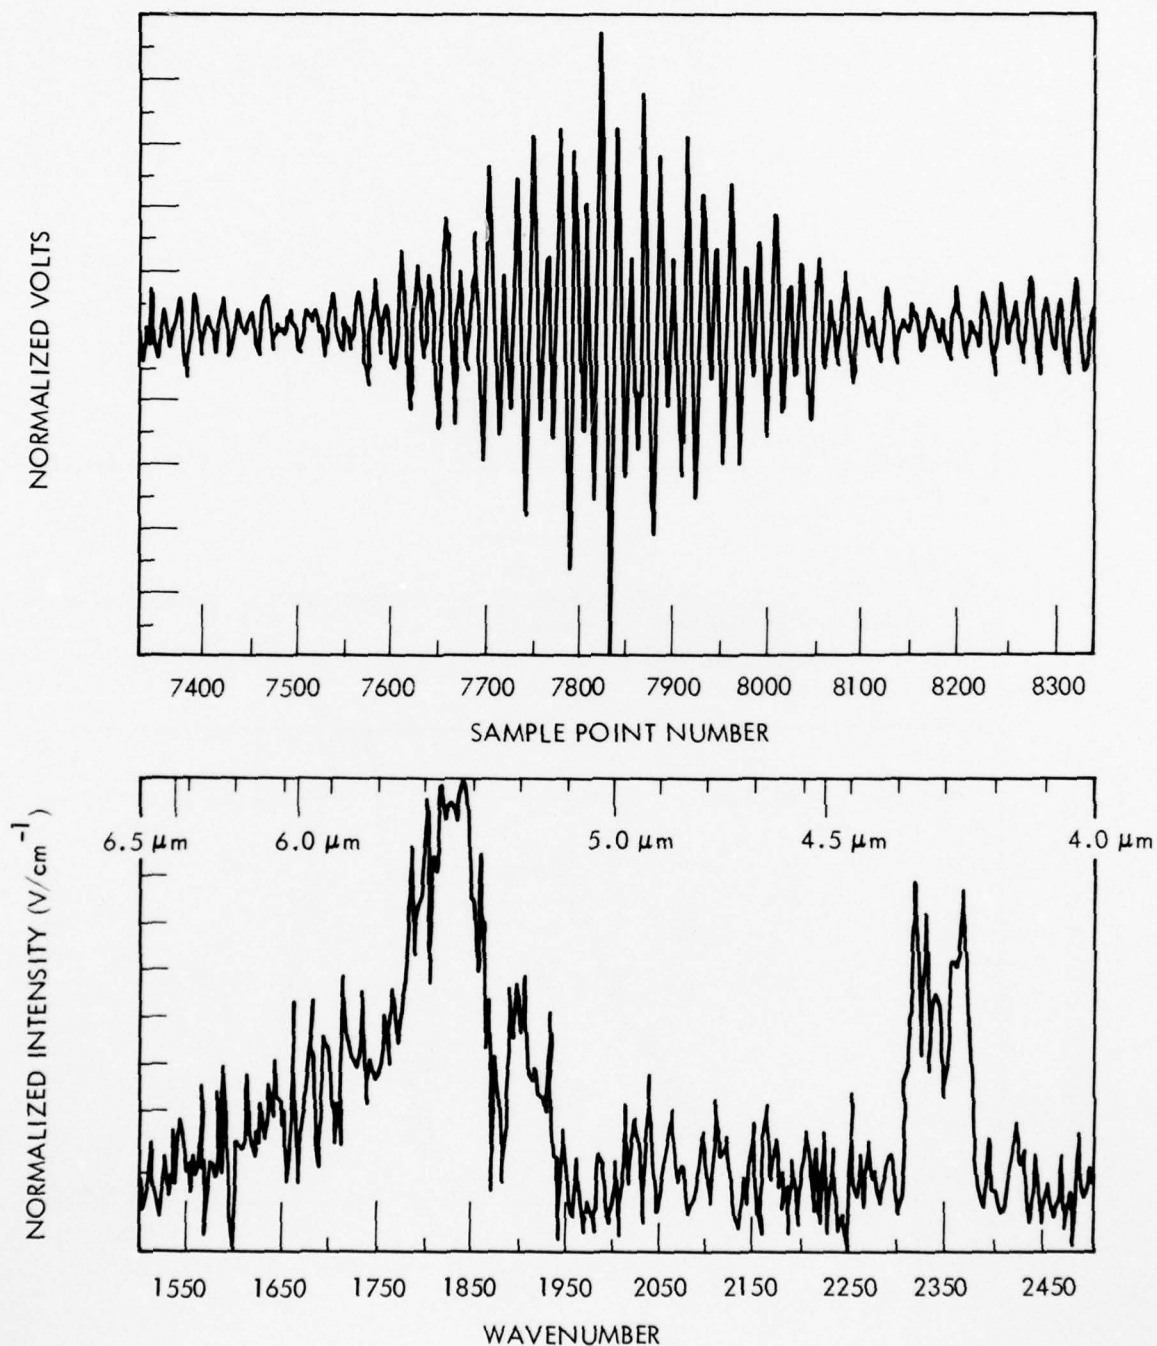 NORMALIZED VOLTS
7400 7500 7600 7700 7800 7900 8000 8100 8200 8300
SAMPLE POINT NUMBER
NORMALIZED INTENSITY (V/cm⁻¹)
6.5 μm 6.0 μm 5.0 μm 4.5 μm 4.0 μm
1550 1650 1750 1850 1950 2050 2150 2250 2350 2450
WAVENUMBER